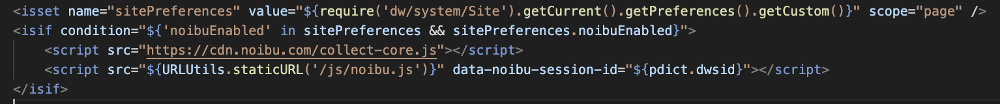 <isset name="sitePreferences" value="${require('dw/system/Site').getCurrent().getPreferences().getCustom()}" scope="page" />
<isif condition="${'noibuEnabled' in sitePreferences && sitePreferences.noibuEnabled}">
    <script src="https://cdn.noibu.com/collect-core.js"></script>
    <script src="${URLUtils.staticURL('/js/noibu.js')}" data-noibu-session-id="${pdict.dwsid}"></script>
</isif>